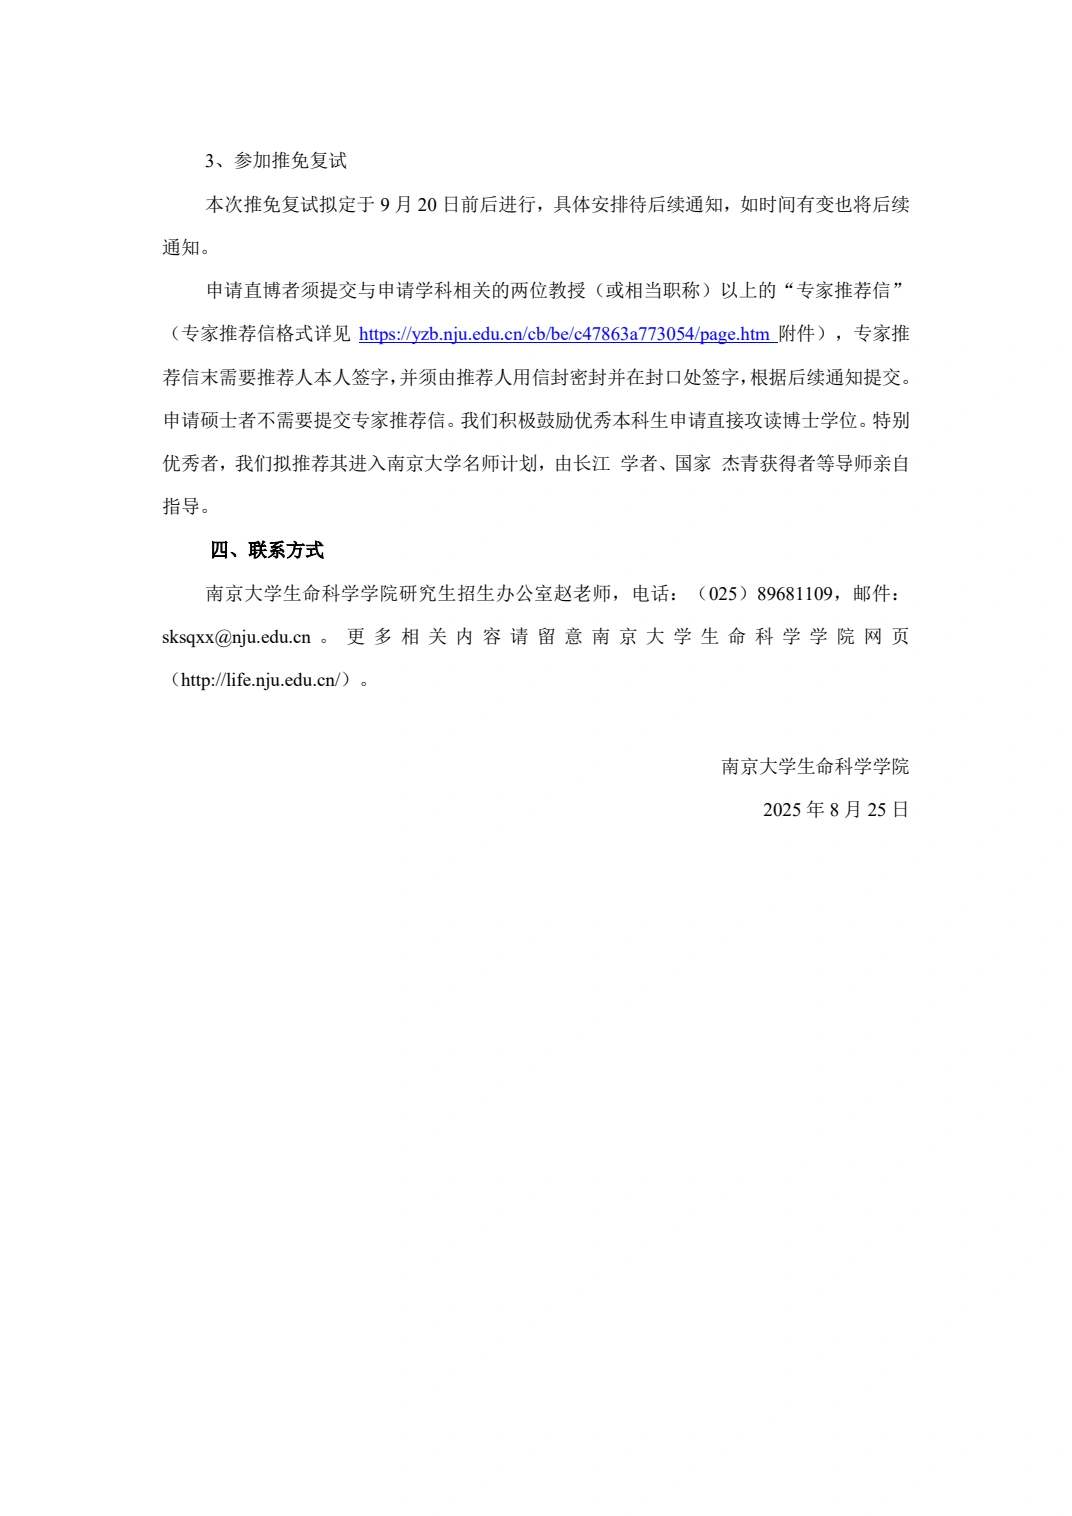 3、参加推免复试
本次推免复试拟定于 9 月 20 日前后进行，具体安排待后续通知，如时间有变也将后续
通知。
申请直博者须提交与申请学科相关的两位教授（或相当职称）以上的“专家推荐信”
（专家推荐信格式详见 https://yzb.nju.edu.cn/cb/be/c47863a773054/page.htm 附件），专家推
荐信末需要推荐人本人签字，并须由推荐人用信封密封并在封口处签字，根据后续通知提交。
申请硕士者不需要提交专家推荐信。我们积极鼓励优秀本科生申请直接攻读博士学位。特别
优秀者，我们拟推荐其进入南京大学名师计划，由长江 学者、国家 杰青获得者等导师亲自
指导。
四、联系方式
南京大学生命科学学院研究生招生办公室赵老师，电话：（025）89681109，邮件：
sksqxx@nju.edu.cn 。 更 多 相 关 内 容 请 留 意 南 京 大 学 生 命 科 学 学 院 网 页
（http://life.nju.edu.cn/）。
南京大学生命科学学院
2025 年 8 月 25 日